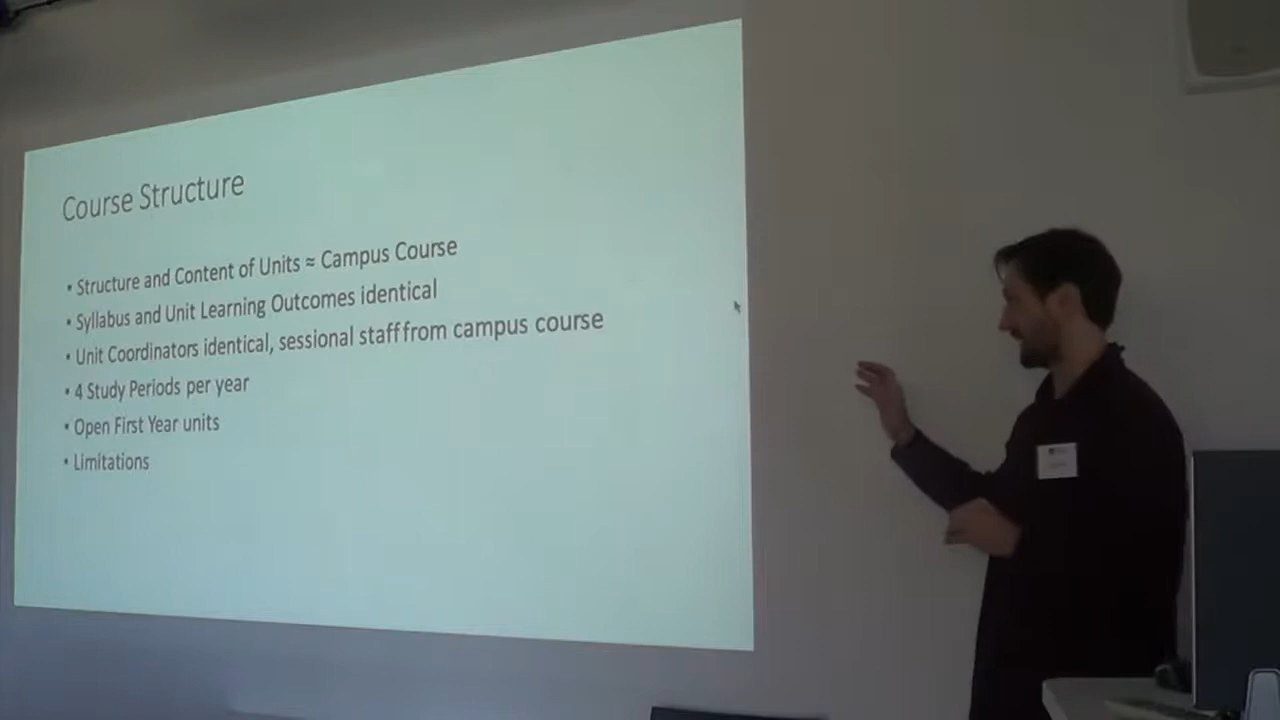 Course Structure
• Structure and Content of Units ≈ Campus Course
• Syllabus and Unit Learning Outcomes identical
• Unit Coordinators identical, sessional staff from campus course
• 4 Study Periods per year
• Open First Year units
• Limitations